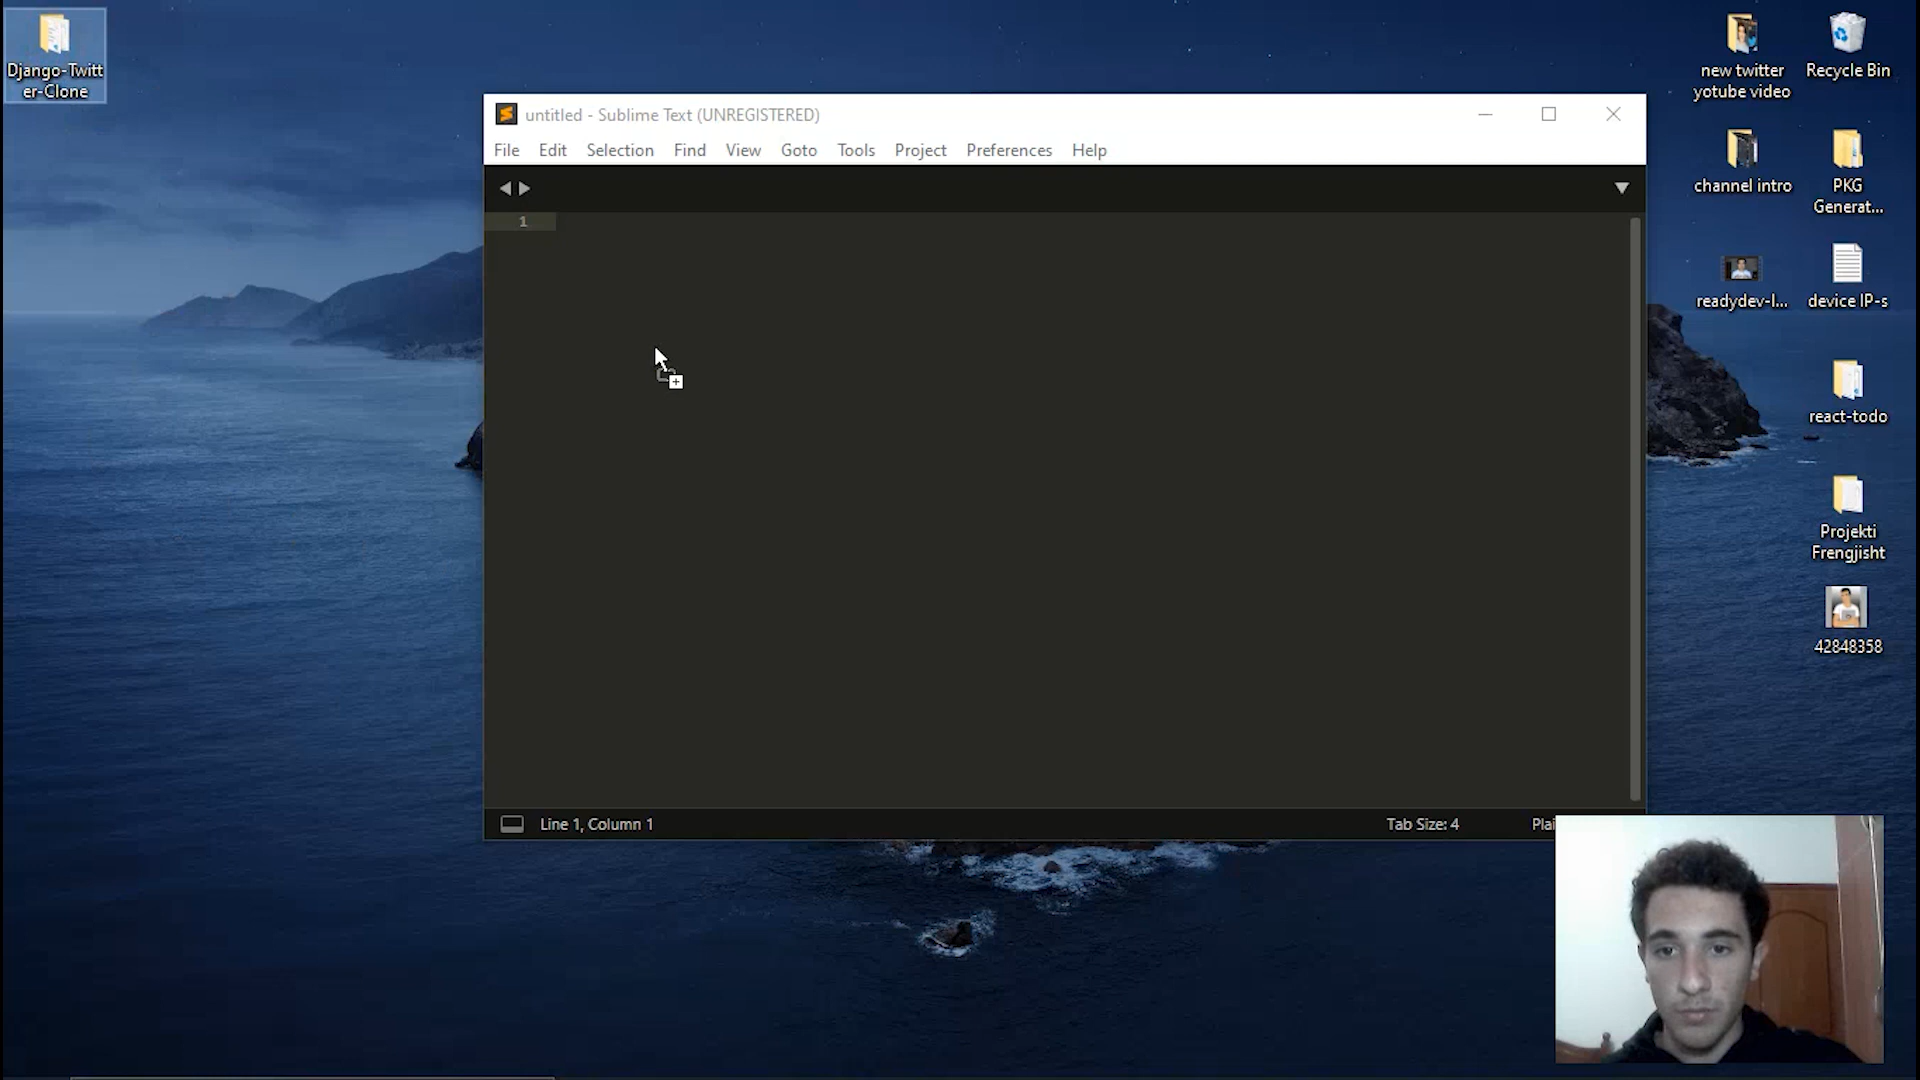 Django-Twitt
er-Clone
untitled - Sublime Text (UNREGISTERED)
File Edit Selection Find View Goto Tools Project Preferences Help
1
Line 1, Column 1
Tab Size: 4
Plai
new twitter
yotube video
Recycle Bin
channel intro
PKG
Generat...
readydev-l...
device IP-s
react-todo
Projekti
Frengjisht
42848358